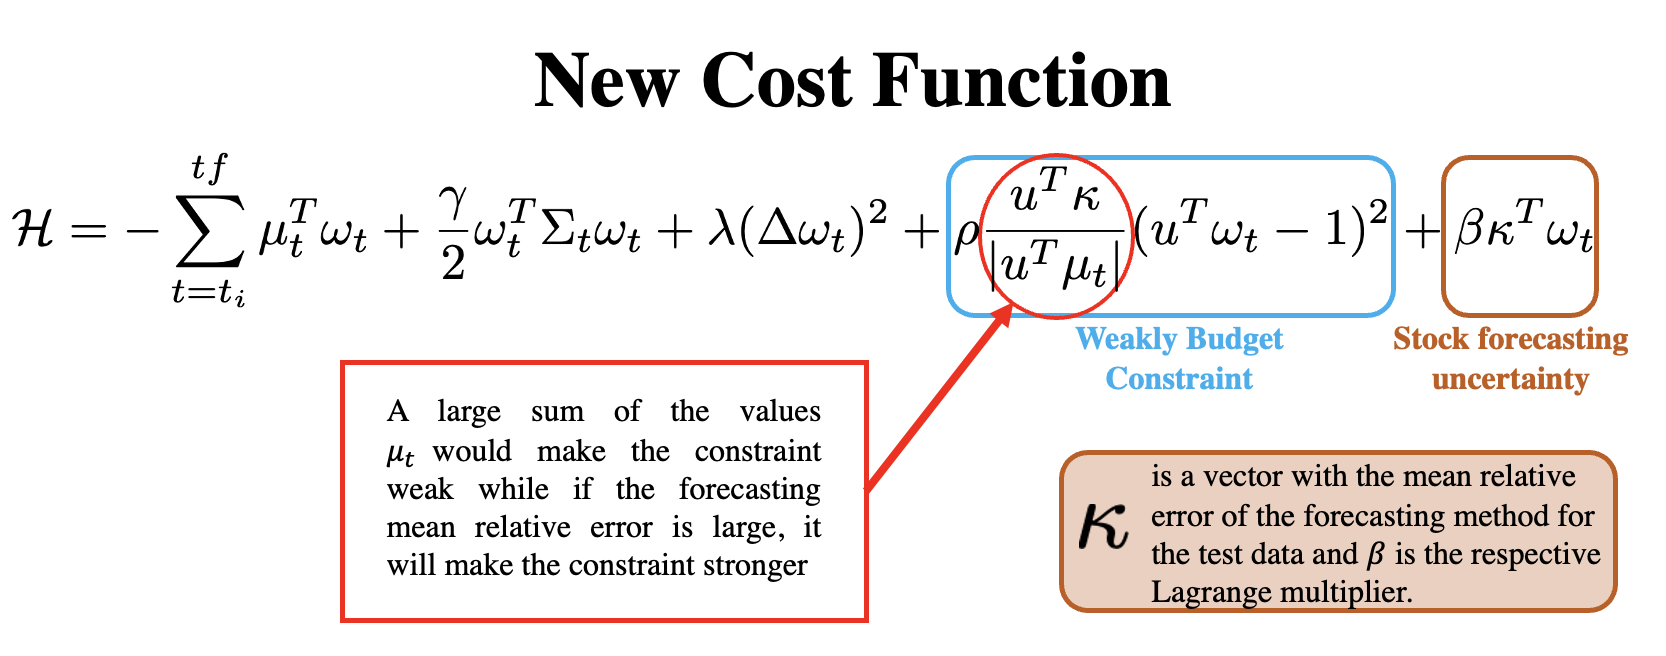 New Cost Function
$\mathcal{H} = -\sum_{t=t_i}^{tf} \mu_t^T \omega_t + \frac{\gamma}{2} \omega_t^T \Sigma_t \omega_t + \lambda (\Delta \omega_t)^2 + \rho \frac{u^T \kappa}{|u^T \mu_t|} (u^T \omega_t - 1)^2 + \beta \kappa^T \omega_t$
Weakly Budget
Constraint
Stock forecasting
uncertainty
A large sum of the values
$\mu_t$ would make the constraint
weak while if the forecasting
mean relative error is large, it
will make the constraint stronger
κ
is a vector with the mean relative
error of the forecasting method for
the test data and β is the respective
Lagrange multiplier.